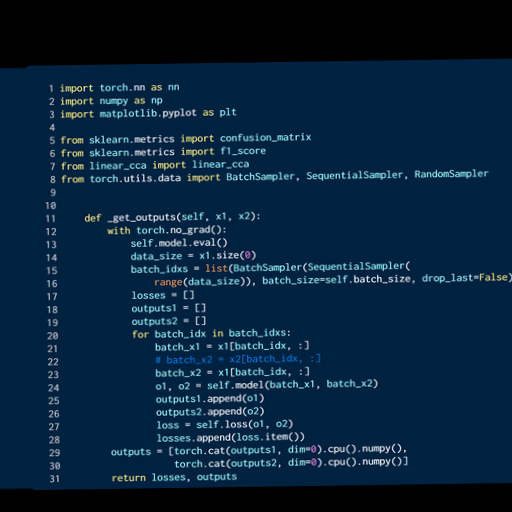 1 import torch.nn as nn
2 import numpy as np
3 import matplotlib.pyplot as plt
4
5 from sklearn.metrics import confusion_matrix
6 from sklearn.metrics import f1_score
7 from linear_cca import linear_cca
8 from torch.utils.data import BatchSampler, SequentialSampler, RandomSampler
9
10
11     def _get_outputs(self, x1, x2):
12         with torch.no_grad():
13             self.model.eval()
14             data_size = x1.size(0)
15             batch_idxs = list(BatchSampler(SequentialSampler(
16                 range(data_size)), batch_size=self.batch_size, drop_last=False)
17             losses = []
18             outputs1 = []
19             outputs2 = []
20             for batch_idx in batch_idxs:
21                 batch_x1 = x1[batch_idx, :]
22                 # batch_x2 = x2[batch_idx, :]
23                 batch_x2 = x1[batch_idx, :]
24                 o1, o2 = self.model(batch_x1, batch_x2)
25                 outputs1.append(o1)
26                 outputs2.append(o2)
27                 loss = self.loss(o1, o2)
28                 losses.append(loss.item())
29         outputs = [torch.cat(outputs1, dim=0).cpu().numpy(),
30                    torch.cat(outputs2, dim=0).cpu().numpy()]
31         return losses, outputs